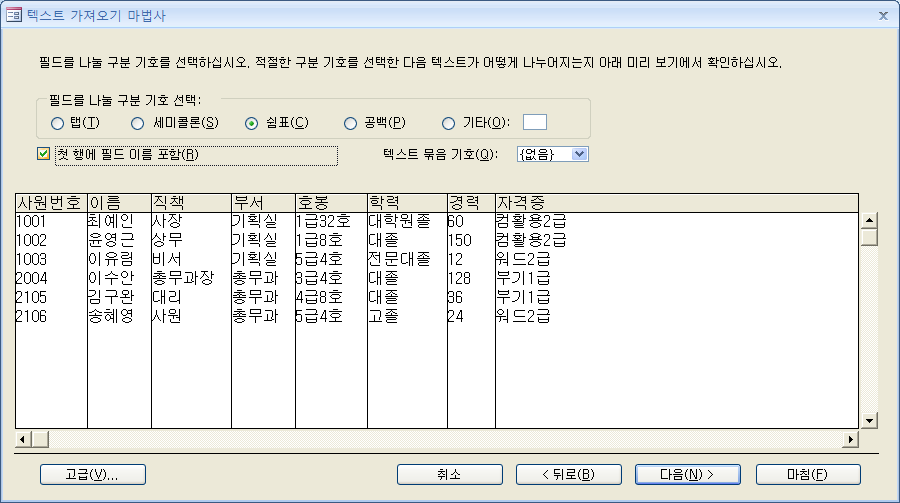 텍스트 가져오기 마법사
필드를 나눌 구분 기호를 선택하십시오. 적절한 구분 기호를 선택한 다음 텍스트가 어떻게 나누어지는지 아래 미리 보기에서 확인하십시오.
필드를 나눌 구분 기호 선택:
탭(T) 세미콜론(S) 쉼표(C) 공백(P) 기타(O):
첫 행에 필드 이름 포함(R) 텍스트 묶음 기호(Q): {없음}
사원번호 이름 직책 부서 호봉 학력 경력 자격증
1001 최예인 사장 기획실 1급32호 대학원졸 60 컴활용2급
1002 윤영근 상무 기획실 1급8호 대졸 150 컴활용2급
1003 이유렴 비서 기획실 5급4호 전문대졸 12 워드2급
2004 이수안 총무과장 총무과 3급4호 대졸 128 부기1급
2105 김구완 대리 총무과 4급8호 대졸 36 부기1급
2106 송혜영 사원 총무과 5급4호 고졸 24 워드2급
고급(V)... 취소 < 뒤로(B) 다음(N) > 마침(F)